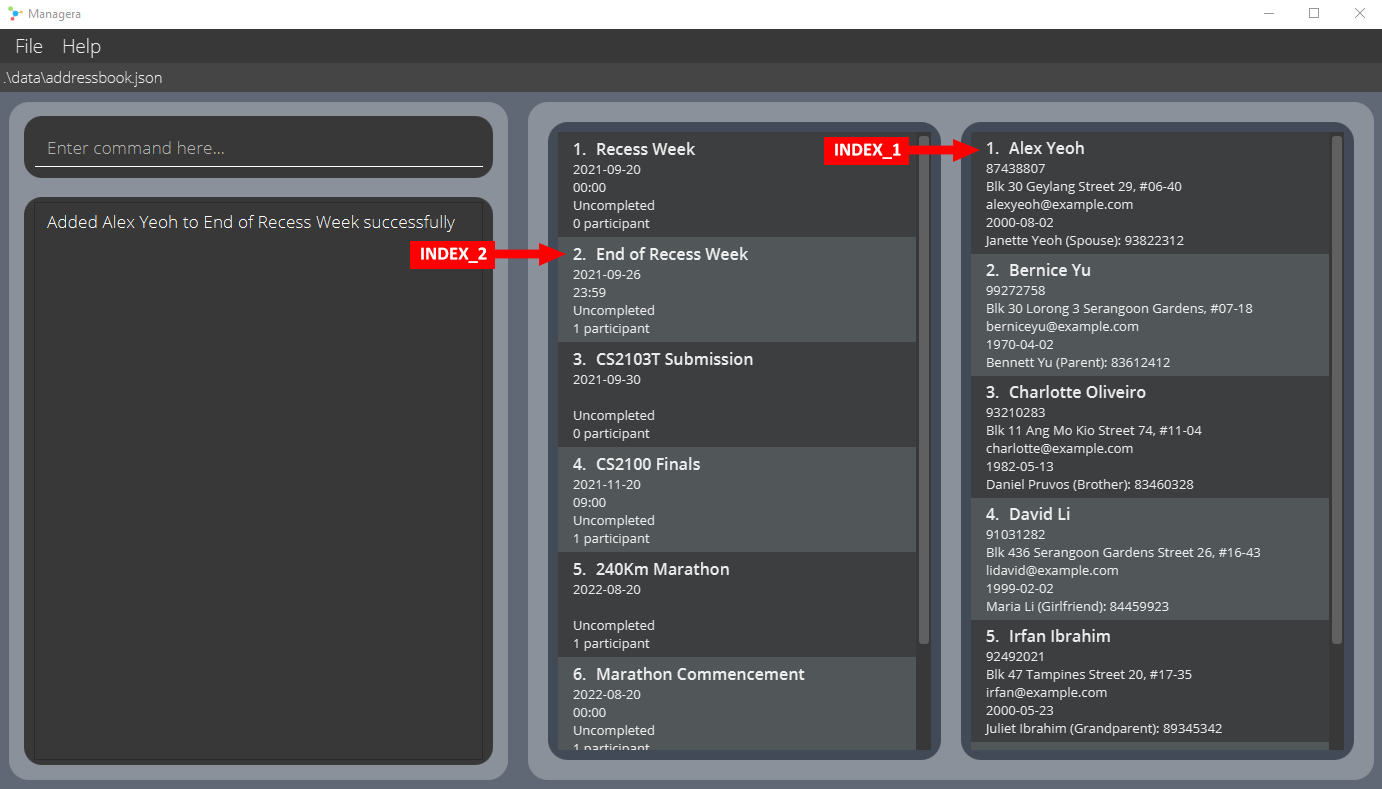 Managera
File Help
.\data\addressbook.json
Enter command here...
Added Alex Yeoh to End of Recess Week successfully
INDEX_2
1. Recess Week
2021-09-20
00:00
Uncompleted
0 participant
2. End of Recess Week
2021-09-26
23:59
Uncompleted
1 participant
3. CS2103T Submission
2021-09-30
Uncompleted
0 participant
4. CS2100 Finals
2021-11-20
09:00
Uncompleted
1 participant
5. 240Km Marathon
2022-08-20
Uncompleted
1 participant
6. Marathon Commencement
2022-08-20
00:00
Uncompleted
1 participant
INDEX_1
1. Alex Yeoh
87438807
Blk 30 Geylang Street 29, #06-40
alexyeoh@example.com
2000-08-02
Janette Yeoh (Spouse): 93822312
2. Bernice Yu
99272758
Blk 30 Lorong 3 Serangoon Gardens, #07-18
berniceyu@example.com
1970-04-02
Bennett Yu (Parent): 83612412
3. Charlotte Oliveiro
93210283
Blk 11 Ang Mo Kio Street 74, #11-04
charlotte@example.com
1982-05-13
Daniel Pruvos (Brother): 83460328
4. David Li
91031282
Blk 436 Serangoon Gardens Street 26, #16-43
lidavid@example.com
1999-02-02
Maria Li (Girlfriend): 84459923
5. Irfan Ibrahim
92492021
Blk 47 Tampines Street 20, #17-35
irfan@example.com
2000-05-23
Juliet Ibrahim (Grandparent): 89345342